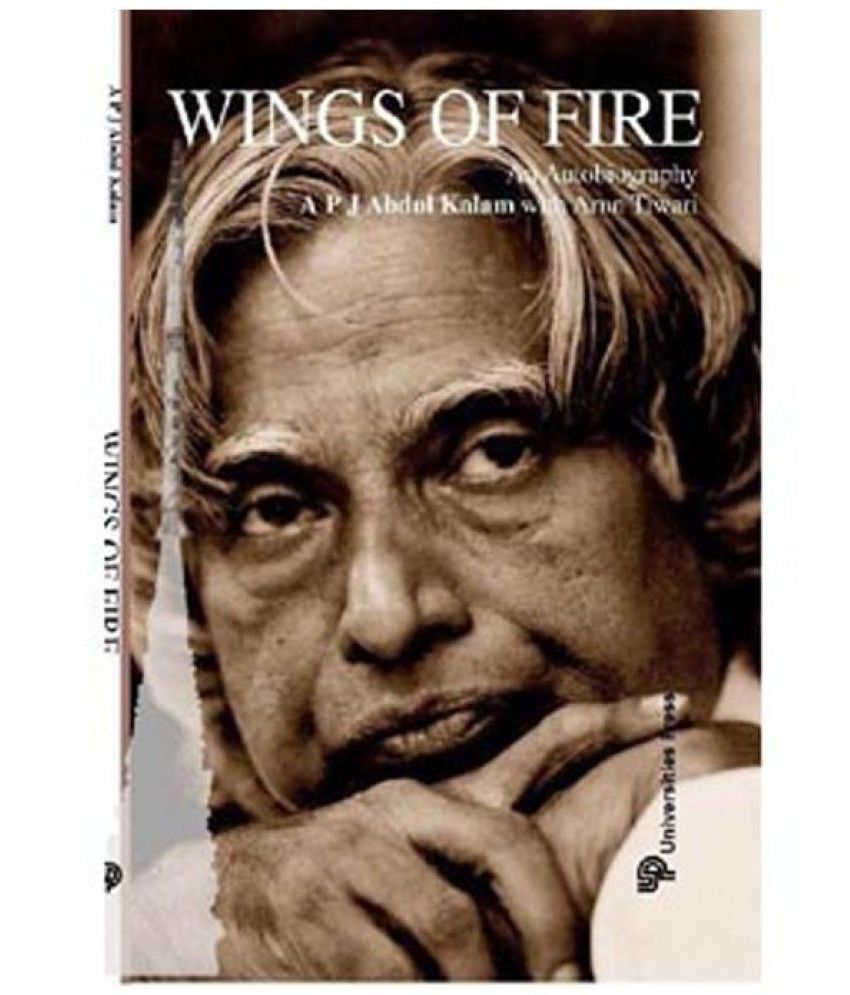 WINGS OF FIRE
An Autobiography
A P J Abdul Kalam with Arun Tiwari
Universities Press
A P J Abdul Kalam
WINGS OF FIRE